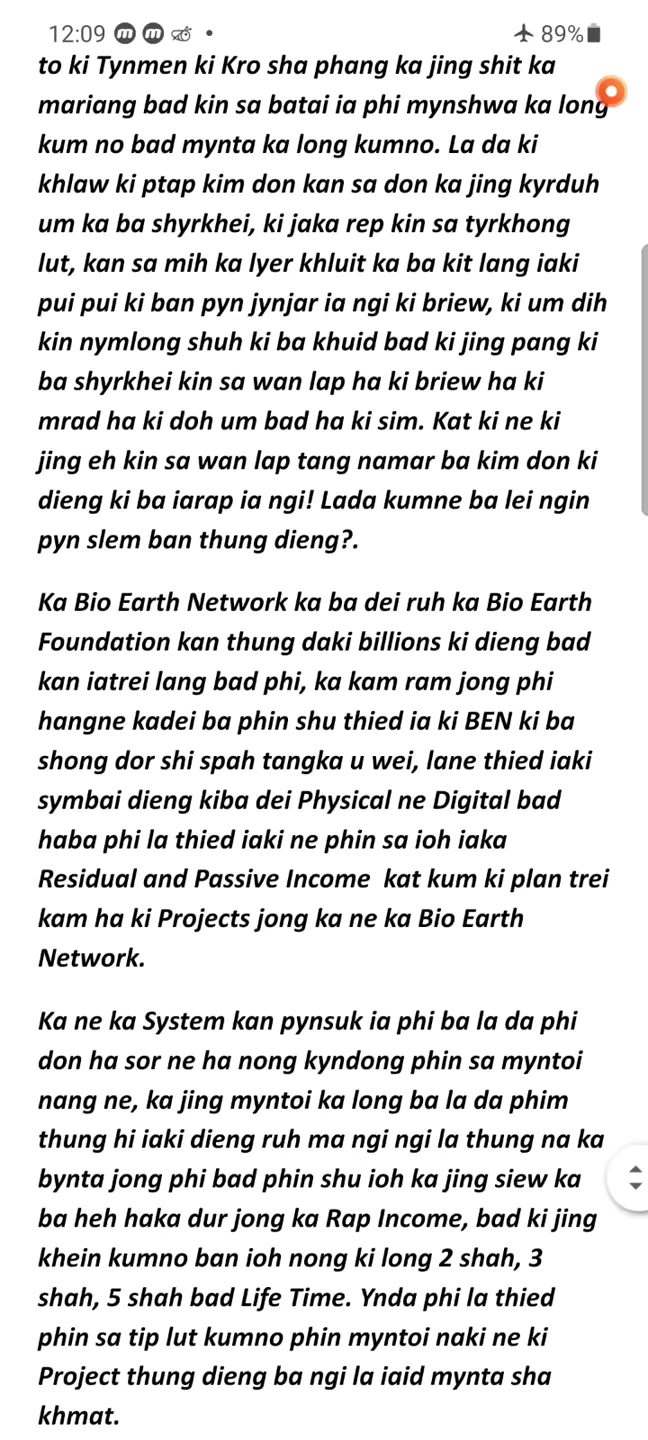 12:09
89%
to ki Tynmen ki Kro sha phang ka jing shit ka
mariang bad kin sa batai ia phi mynshwa ka long
kum no bad mynta ka long kumno. La da ki
khlaw ki ptap kim don kan sa don ka jing kyrduh
um ka ba shyrkhei, ki jaka rep kin sa tyrkhong
lut, kan sa mih ka lyer khluit ka ba kit lang iaki
pui pui ki ban pyn jynjar ia ngi ki briew, ki um dih
kin nymlong shuh ki ba khuid bad ki jing pang ki
ba shyrkhei kin sa wan lap ha ki briew ha ki
mrad ha ki doh um bad ha ki sim. Kat ki ne ki
jing eh kin sa wan lap tang namar ba kim don ki
dieng ki ba iarap ia ngi! Lada kumne ba lei ngin
pyn slem ban thung dieng?.
Ka Bio Earth Network ka ba dei ruh ka Bio Earth
Foundation kan thung daki billions ki dieng bad
kan iatrei lang bad phi, ka kam ram jong phi
hangne kadei ba phin shu thied ia ki BEN ki ba
shong dor shi spah tangka u wei, lane thied iaki
symbai dieng kiba dei Physical ne Digital bad
haba phi la thied iaki ne phin sa ioh iaka
Residual and Passive Income kat kum ki plan trei
kam ha ki Projects jong ka ne ka Bio Earth
Network.
Ka ne ka System kan pynsuk ia phi ba la da phi
don ha sor ne ha nong kyndong phin sa myntoi
nang ne, ka jing myntoi ka long ba la da phim
thung hi iaki dieng ruh ma ngi ngi la thung na ka
bynta jong phi bad phin shu ioh ka jing siew ka
ba heh haka dur jong ka Rap Income, bad ki jing
khein kumno ban ioh nong ki long 2 shah, 3
shah, 5 shah bad Life Time. Ynda phi la thied
phin sa tip lut kumno phin myntoi naki ne ki
Project thung dieng ba ngi la iaid mynta sha
khmat.